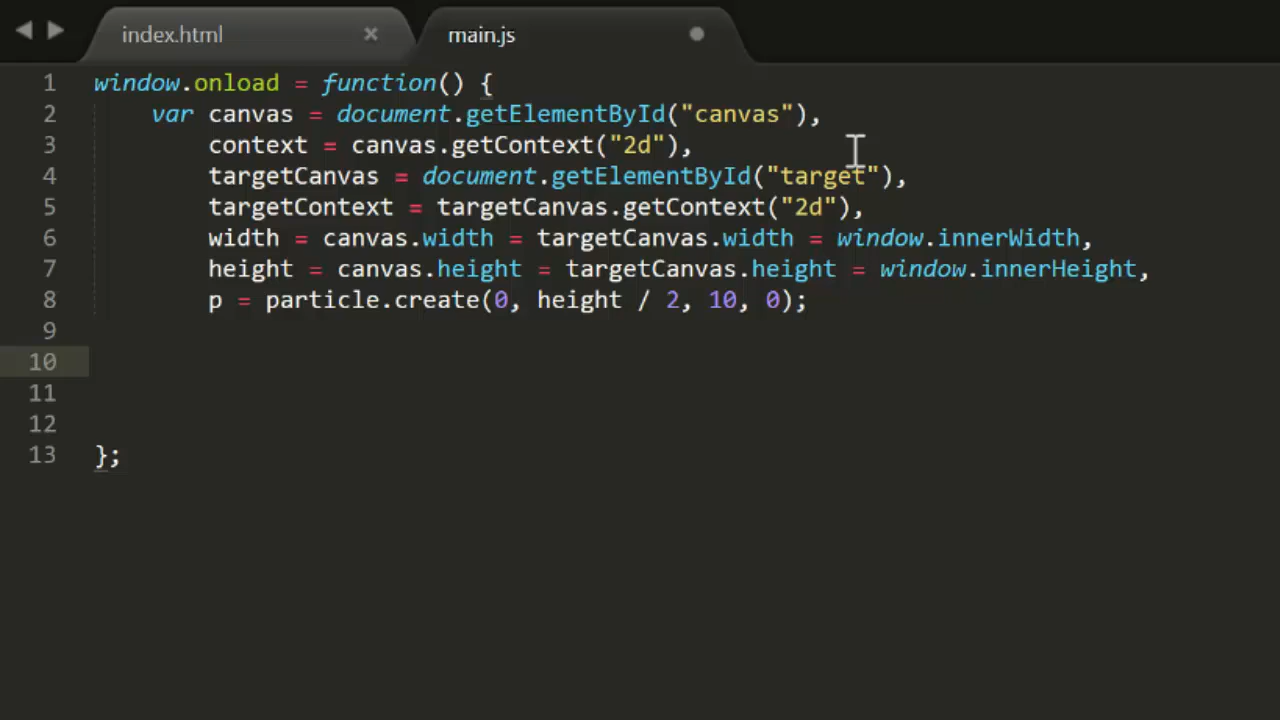 index.html × main.js
1 window.onload = function() {
2 var canvas = document.getElementById("canvas"),
3 context = canvas.getContext("2d"),
4 targetCanvas = document.getElementById("target"),
5 targetContext = targetCanvas.getContext("2d"),
6 width = canvas.width = targetCanvas.width = window.innerWidth,
7 height = canvas.height = targetCanvas.height = window.innerHeight,
8 p = particle.create(0, height / 2, 10, 0);
9
10
11
12
13 };